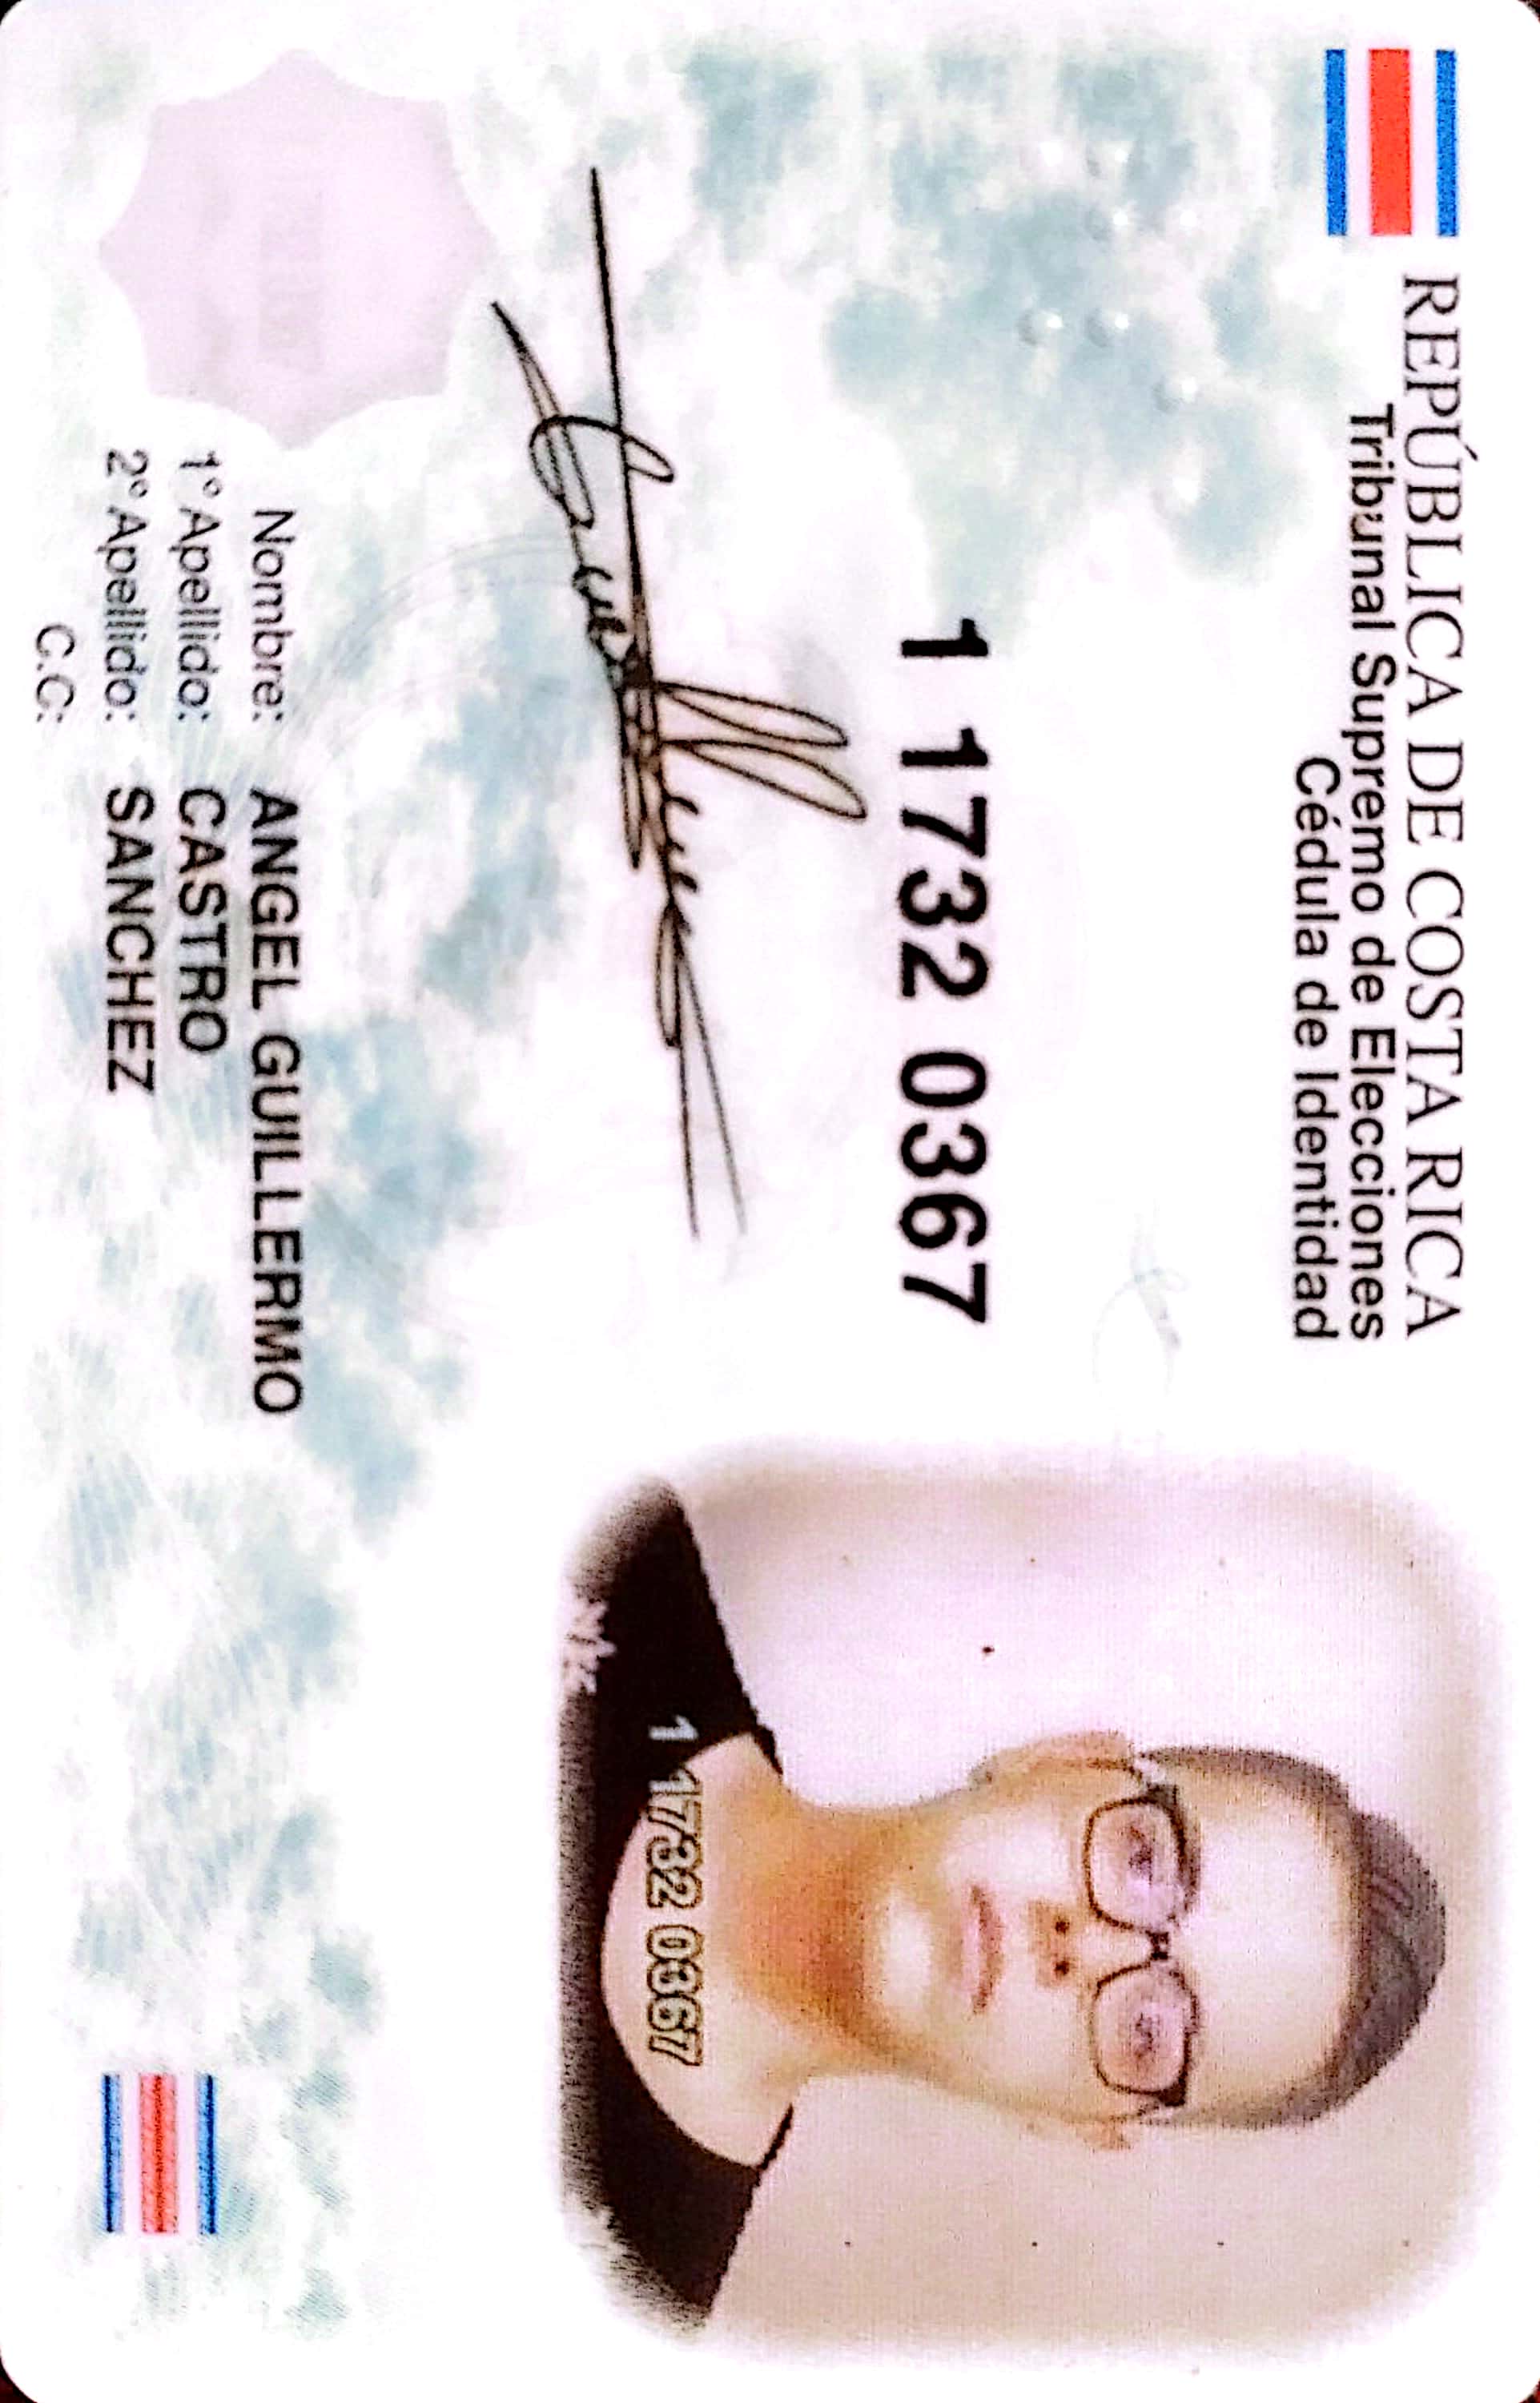 REPÚBLICA DE COSTA RICA
Tribunal Supremo de Elecciones
Cédula de Identidad
1 1732 0367
1 1732 0367
Nombre: ANGEL GUILLERMO
1° Apellido: CASTRO
2° Apellido: SANCHEZ
C.C: